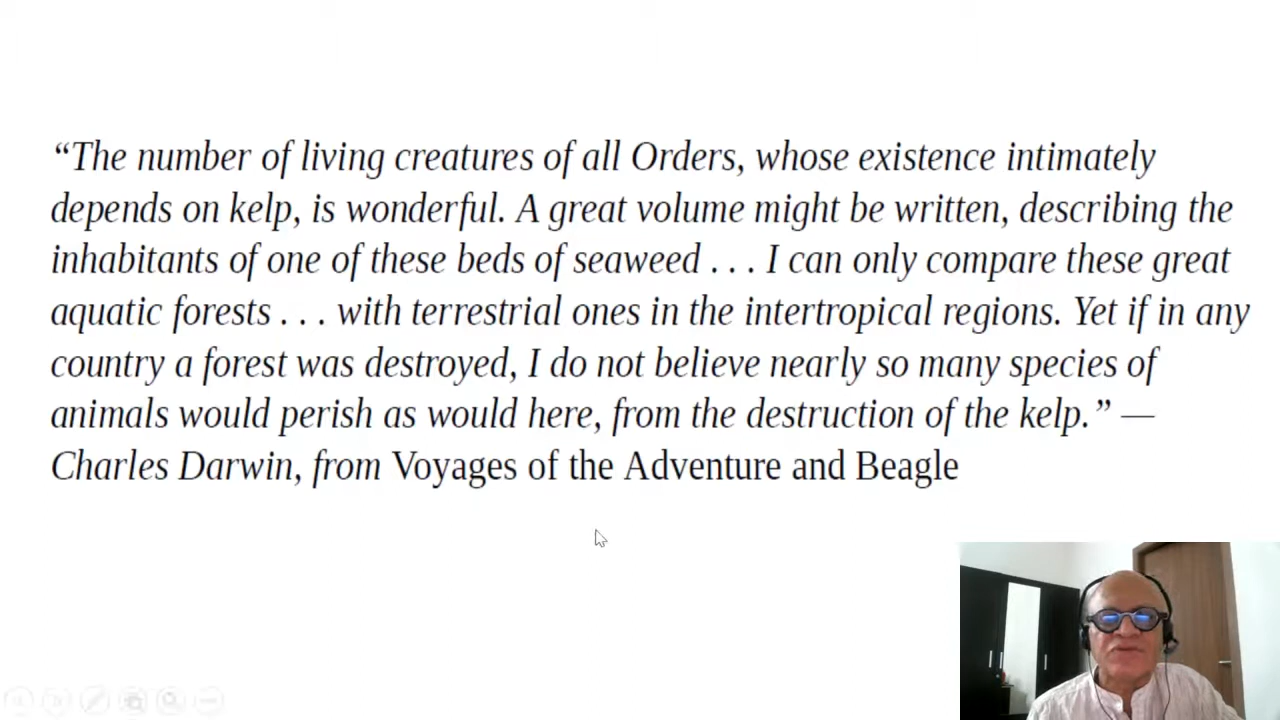 “The number of living creatures of all Orders, whose existence intimately
depends on kelp, is wonderful. A great volume might be written, describing the
inhabitants of one of these beds of seaweed . . . I can only compare these great
aquatic forests . . . with terrestrial ones in the intertropical regions. Yet if in any
country a forest was destroyed, I do not believe nearly so many species of
animals would perish as would here, from the destruction of the kelp.” —
Charles Darwin, from Voyages of the Adventure and Beagle